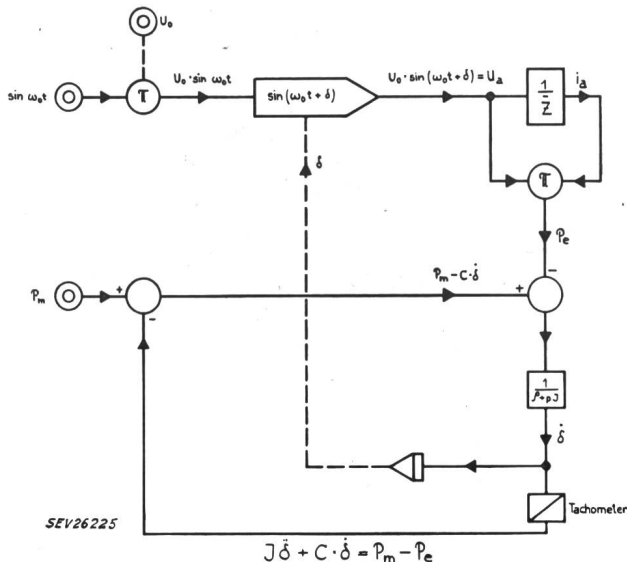 U₀
sin ω₀t
π
U₀·sin ω₀t
sin(ω₀t + δ)
U₀·sin(ω₀t+δ)=Uₐ
1
Z̄
iₐ
π
δ
Pₑ
Pₘ
+
-
Pₘ-C·δ̇
+
-
1
ρ+pJ
δ̇
Tachometer
SEV26225
Jδ̈ + C·δ̇ = Pₘ - Pₑ